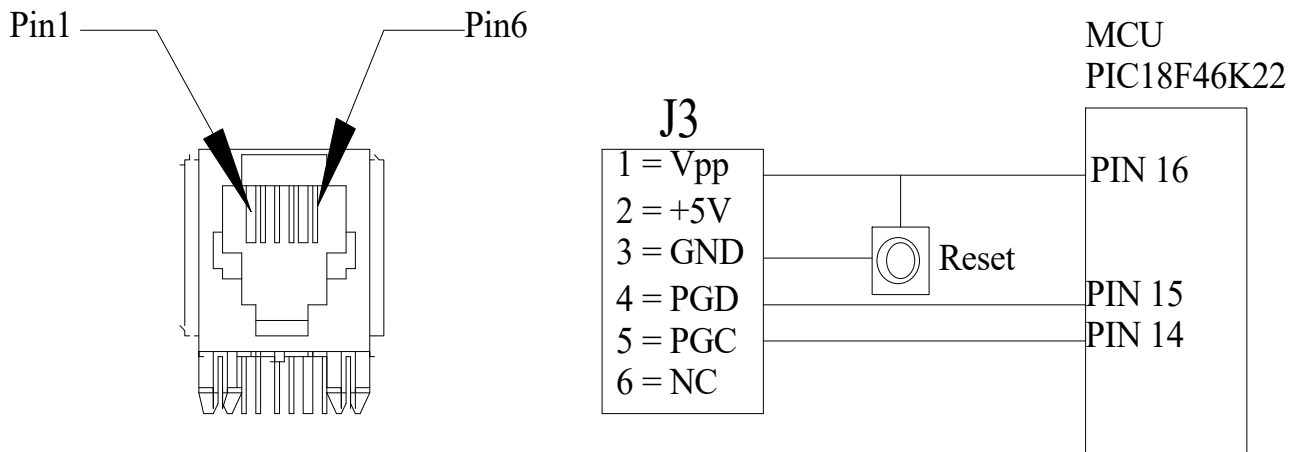 Pin1
Pin6
J3
1 = Vpp
2 = +5V
3 = GND
4 = PGD
5 = PGC
6 = NC
Reset
MCU
PIC18F46K22
PIN 16
PIN 15
PIN 14